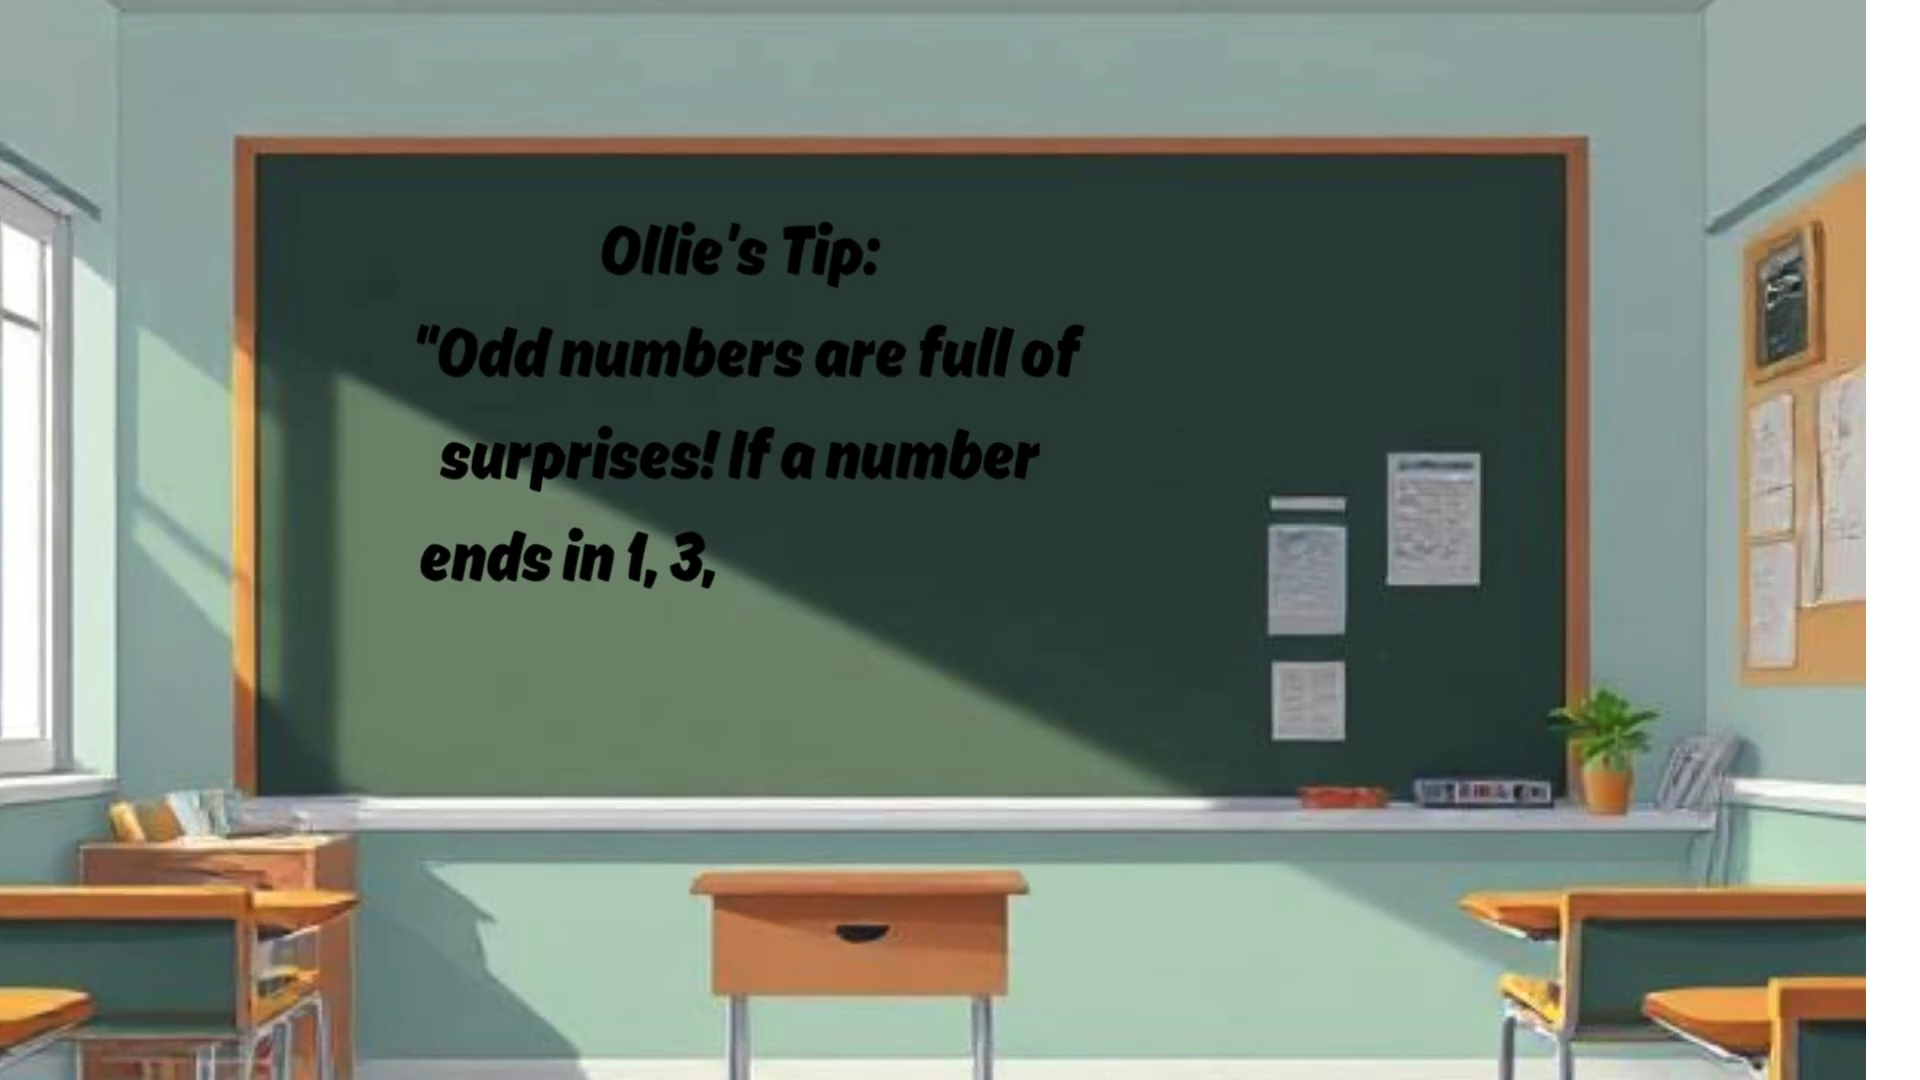 Ollie's Tip:
"Odd numbers are full of
surprises! If a number
ends in 1, 3,